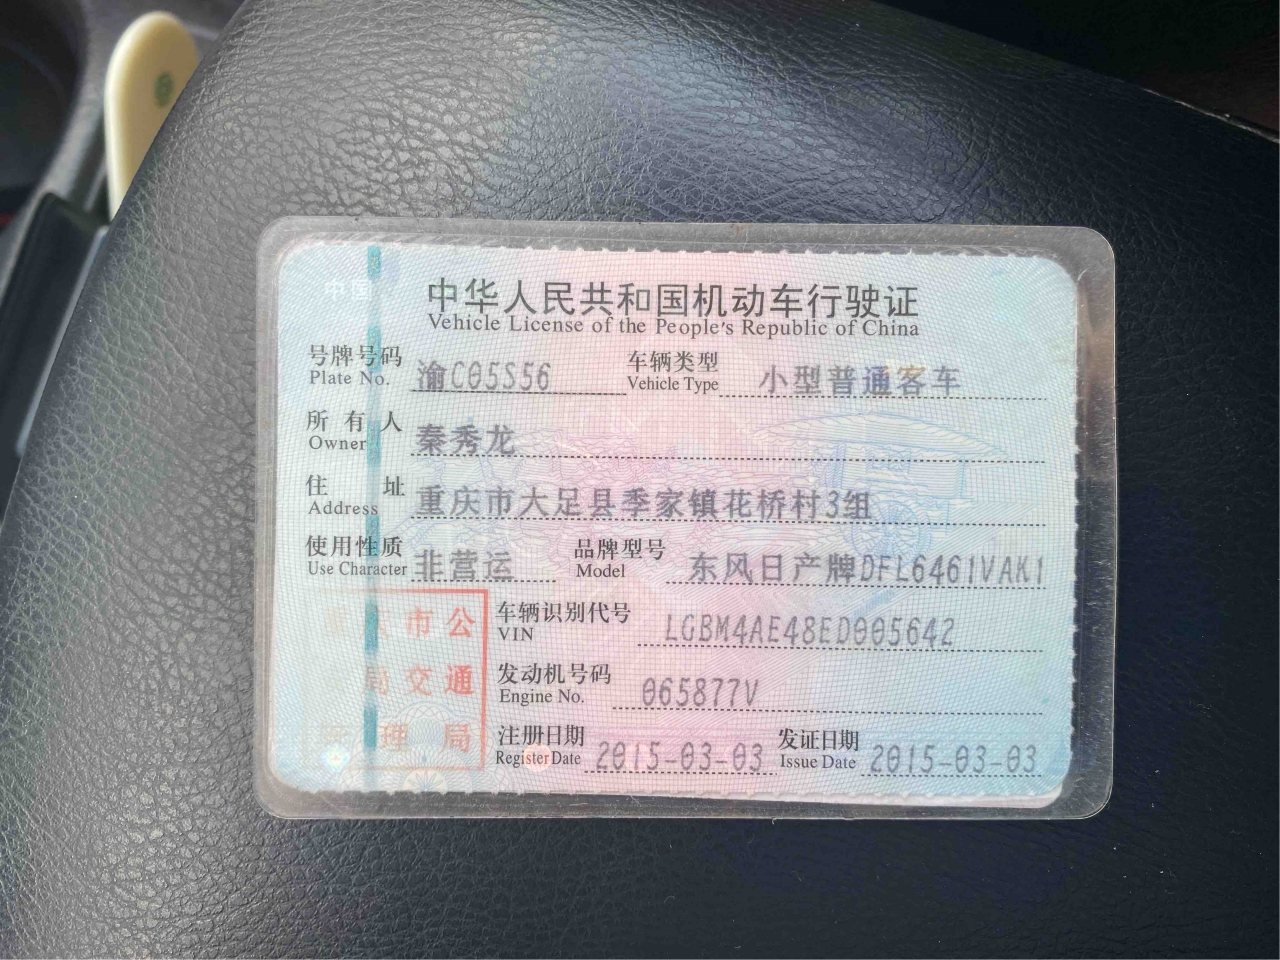 中国
中华人民共和国机动车行驶证
Vehicle License of the People's Republic of China
号牌号码 渝C05S56 车辆类型 小型普通客车
Plate No. Vehicle Type
所有人 秦秀龙
Owner
住址 重庆市大足县季家镇花桥村3组
Address
使用性质 非营运 品牌型号 东风日产牌DFL6461VAK1
Use Character Model
车辆识别代号 LGBM4AE48ED005642
VIN
发动机号码 065877V
Engine No.
注册日期 2015-03-03 发证日期 2015-03-03
Register Date Issue Date
市公
局交通
理局